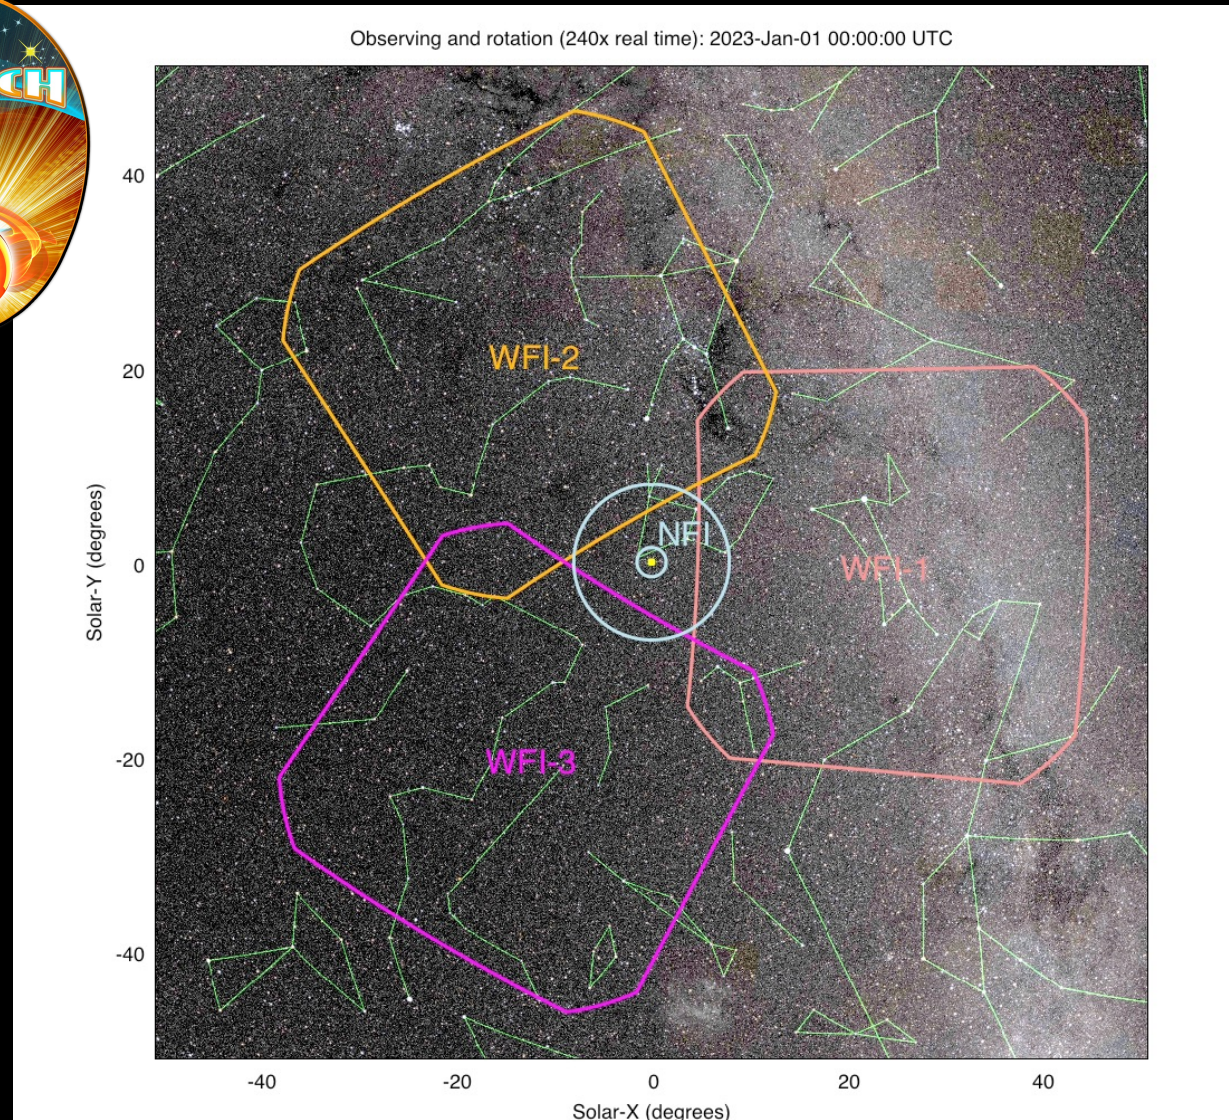 Observing and rotation (240x real time): 2023-Jan-01 00:00:00 UTC
CH
40
20
0
-20
-40
Solar-Y (degrees)
WFI-2
NFI
WFI-1
WFI-3
-40
-20
0
20
40
Solar-X (degrees)